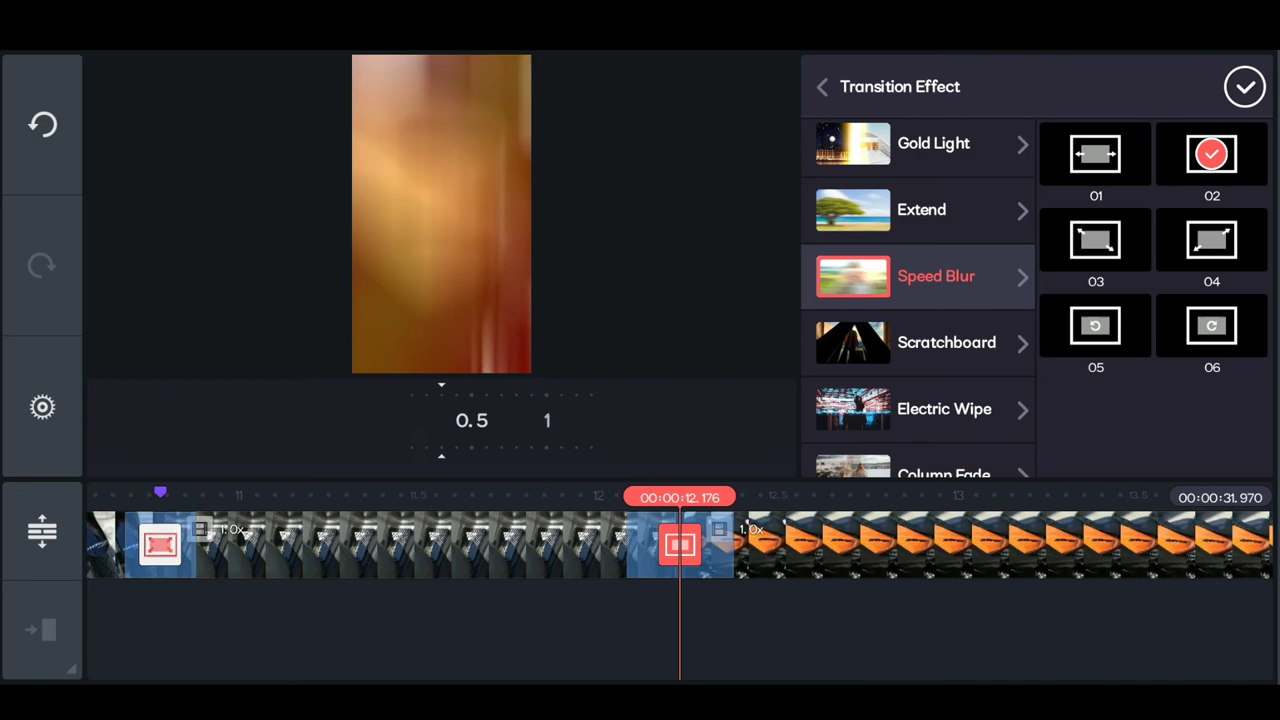 Transition Effect
Gold Light
01
02
Extend
03
04
Speed Blur
05
06
Scratchboard
Electric Wipe
Column Fade
0.5 1
11
11.5
12
00:00:12.176
12.5
13
13.5
00:00:31.970
1.0x
1.0x